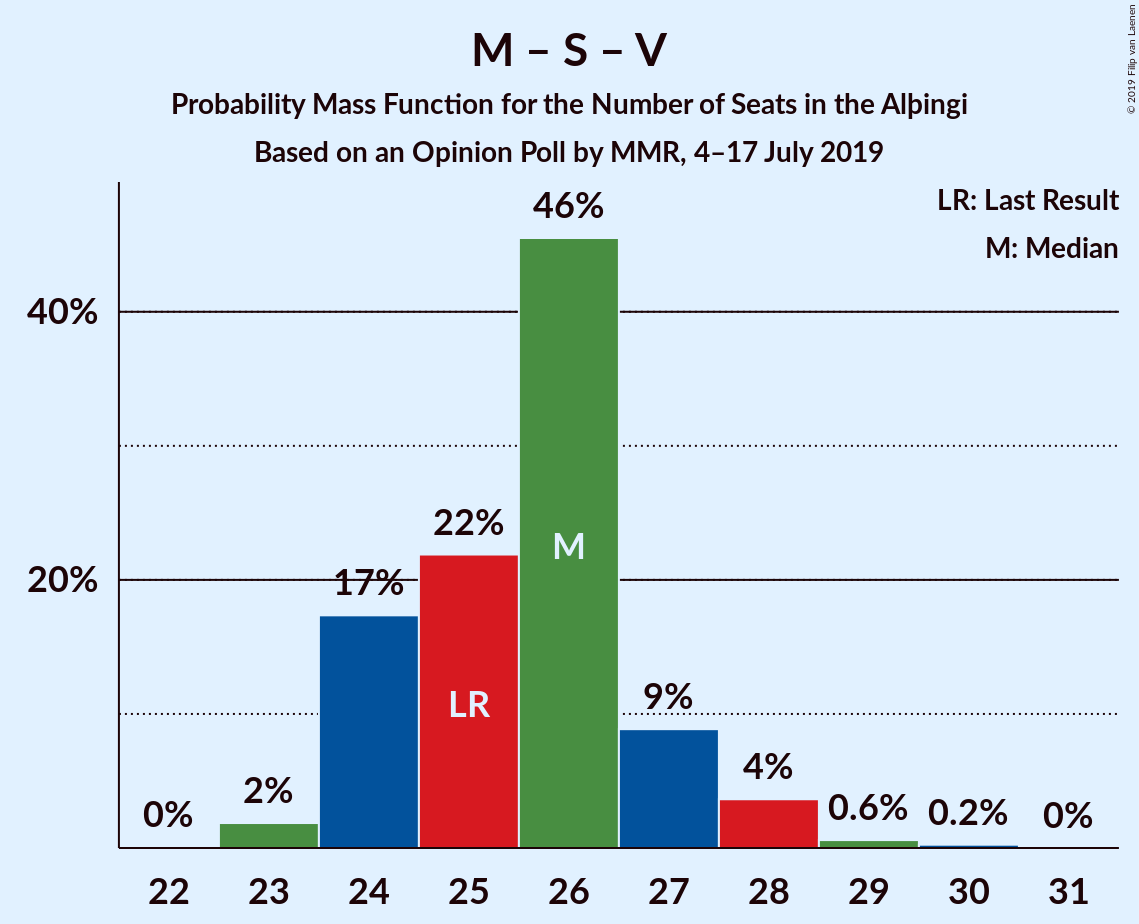 M – S – V
Probability Mass Function for the Number of Seats in the Alþingi
Based on an Opinion Poll by MMR, 4–17 July 2019
© 2019 Filip van Laenen
LR: Last Result
M: Median
40%
20%
0%
2%
17%
22%
46%
9%
4%
0.6%
0.2%
0%
LR
M
22 23 24 25 26 27 28 29 30 31